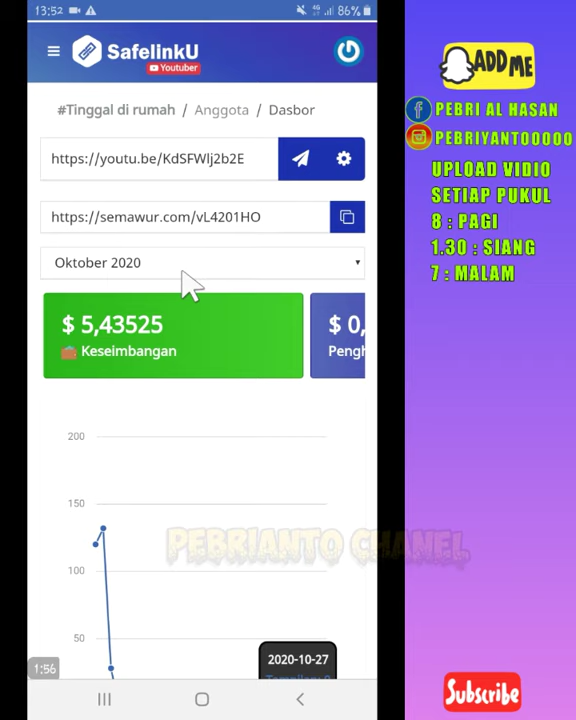 13:52
4G
86%
SafelinkU
Youtuber
#Tinggal di rumah / Anggota / Dasbor
https://youtu.be/KdSFWlj2b2E
https://semawur.com/vL4201HO
Oktober 2020
$ 5,43525
Keseimbangan
$ 0,
Pengh
200
150
100
50
2020-10-27
1:56
PEBRIANTO CHANEL
ADD ME
PEBRI AL HASAN
PEBRIYANTO0000
UPLOAD VIDIO
SETIAP PUKUL
8 : PAGI
1.30 : SIANG
7 : MALAM
Subscribe